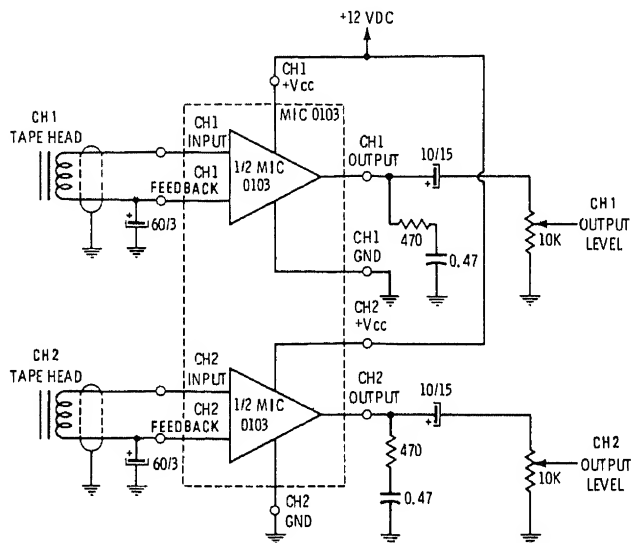 +12 VDC
CH1
+Vcc
MIC 0103
CH1
TAPE HEAD
CH1
INPUT
CH1
FEEDBACK
1/2 MIC
0103
CH1
OUTPUT
10/15
+
+
60/3
470
0.47
CH1
GND
10K
CH1
OUTPUT
LEVEL
CH2
+Vcc
CH2
TAPE HEAD
CH2
INPUT
CH2
FEEDBACK
1/2 MIC
0103
CH2
OUTPUT
10/15
+
+
60/3
470
0.47
CH2
GND
10K
CH2
OUTPUT
LEVEL